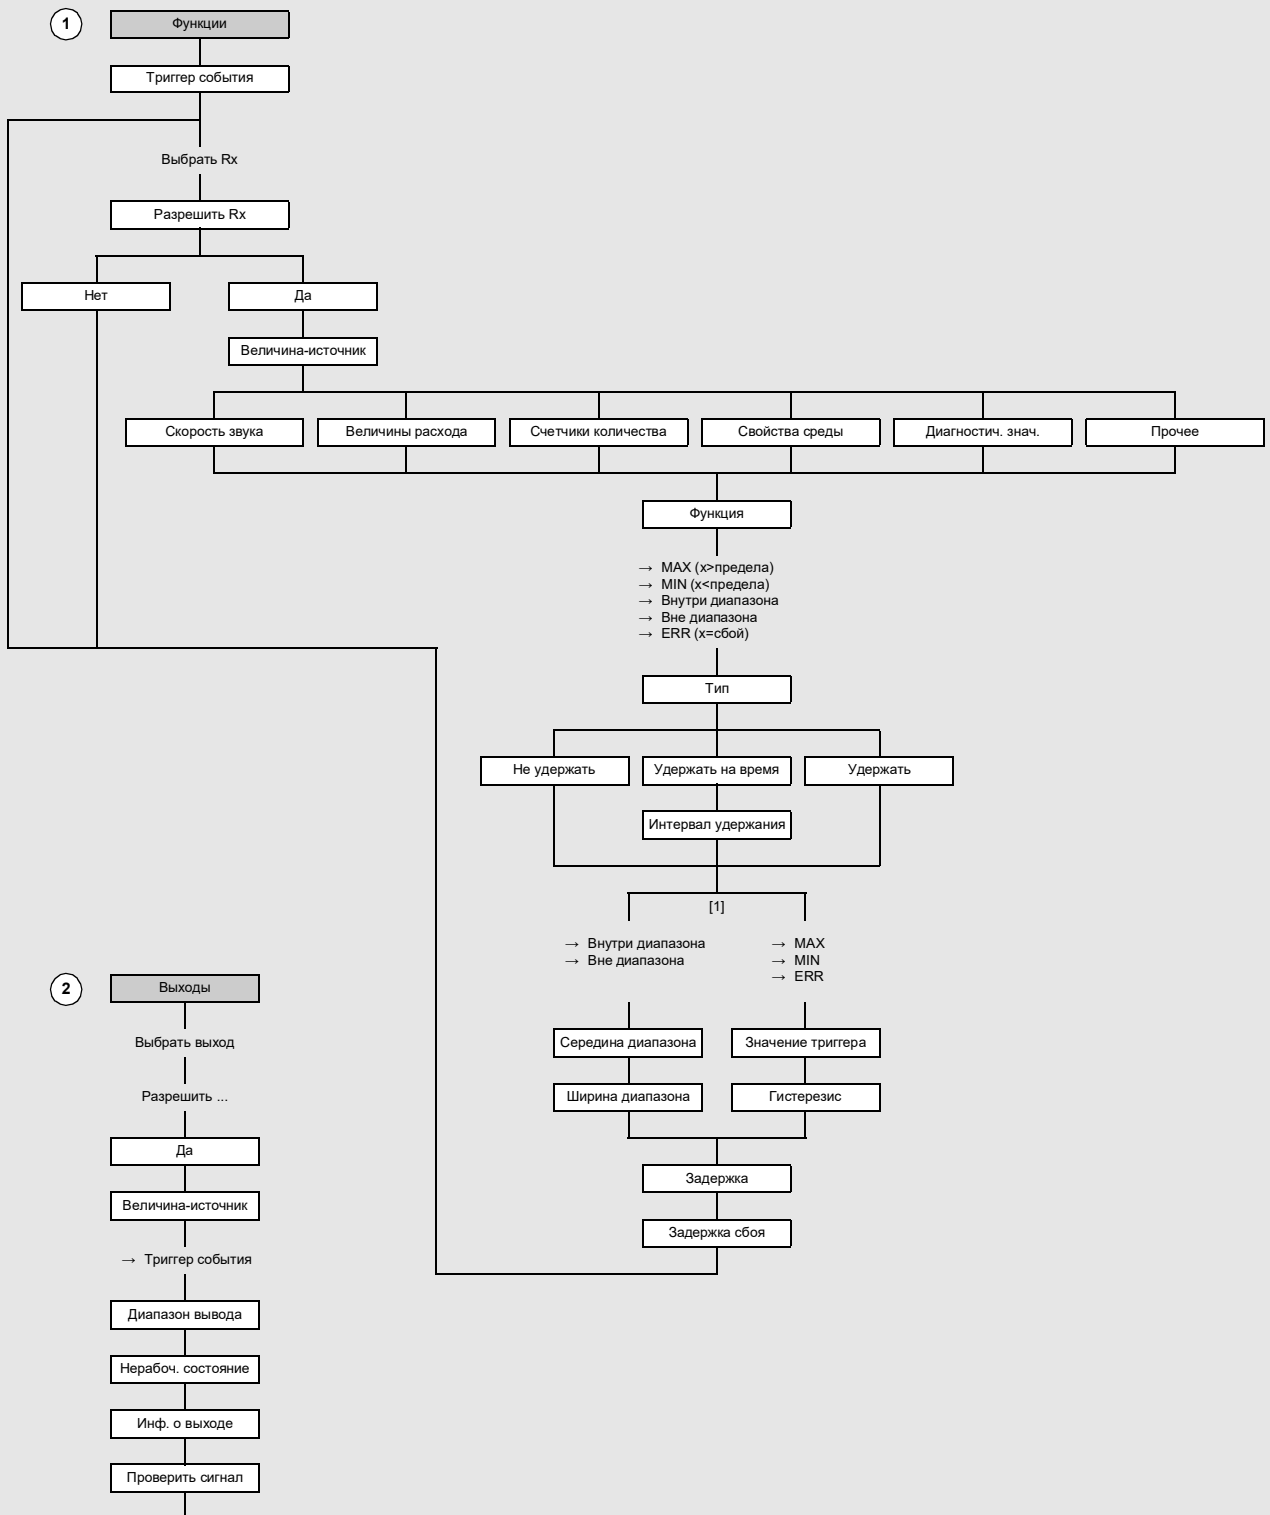 1
Функции
Триггер события
Выбрать Rx
Разрешить Rx
Нет
Да
Величина-источник
Скорость звука
Величины расхода
Счетчики количества
Свойства среды
Диагностич. знач.
Прочее
Функция
→ MAX (x>предела)
→ MIN (x<предела)
→ Внутри диапазона
→ Вне диапазона
→ ERR (x=сбой)
Тип
Не удержать
Удержать на время
Удержать
Интервал удержания
[1]
→ Внутри диапазона
→ Вне диапазона
→ MAX
→ MIN
→ ERR
Середина диапазона
Значение триггера
Ширина диапазона
Гистерезис
Задержка
Задержка сбоя
2
Выходы
Выбрать выход
Разрешить ...
Да
Величина-источник
→ Триггер события
Диапазон вывода
Нерабоч. состояние
Инф. о выходе
Проверить сигнал